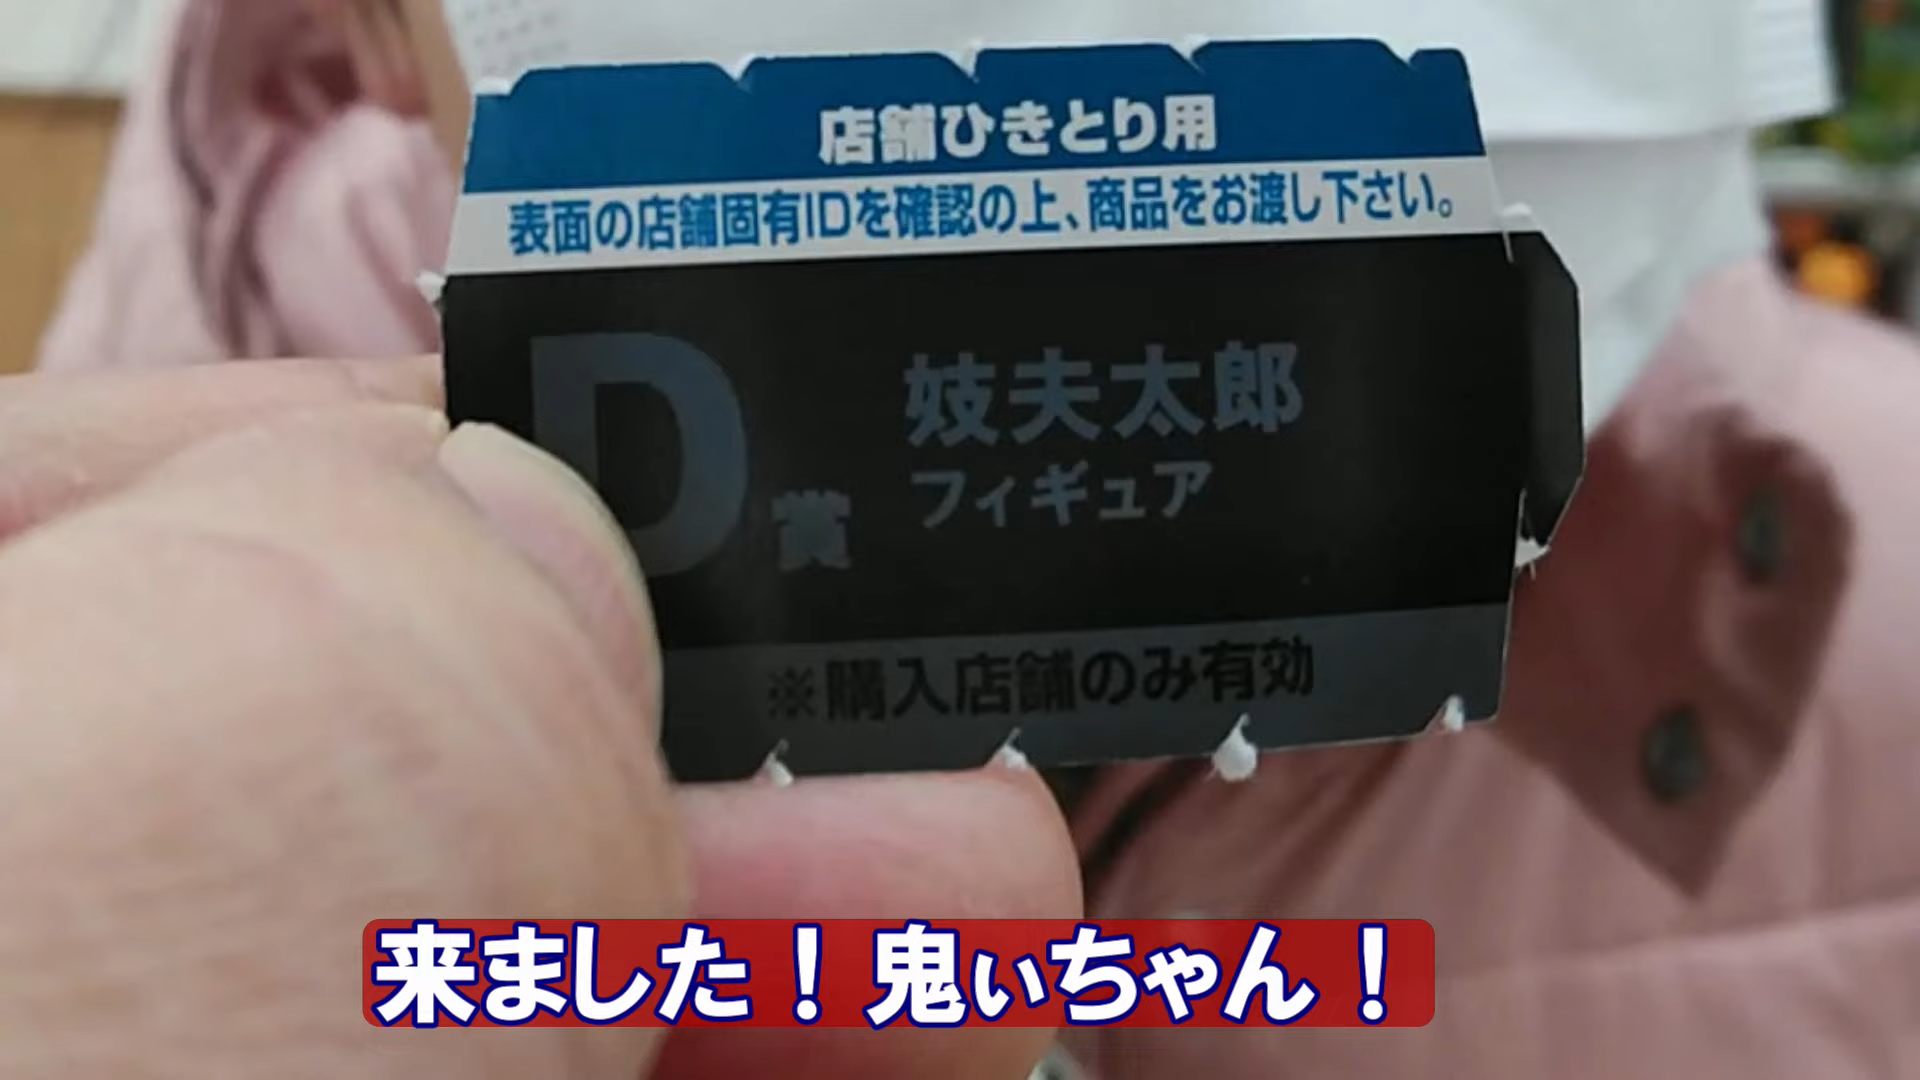 店舗ひきとり用
表面の店舗固有IDを確認の上、商品をお渡し下さい。
D賞
妓夫太郎
フィギュア
※購入店舗のみ有効
来ました！鬼ぃちゃん！